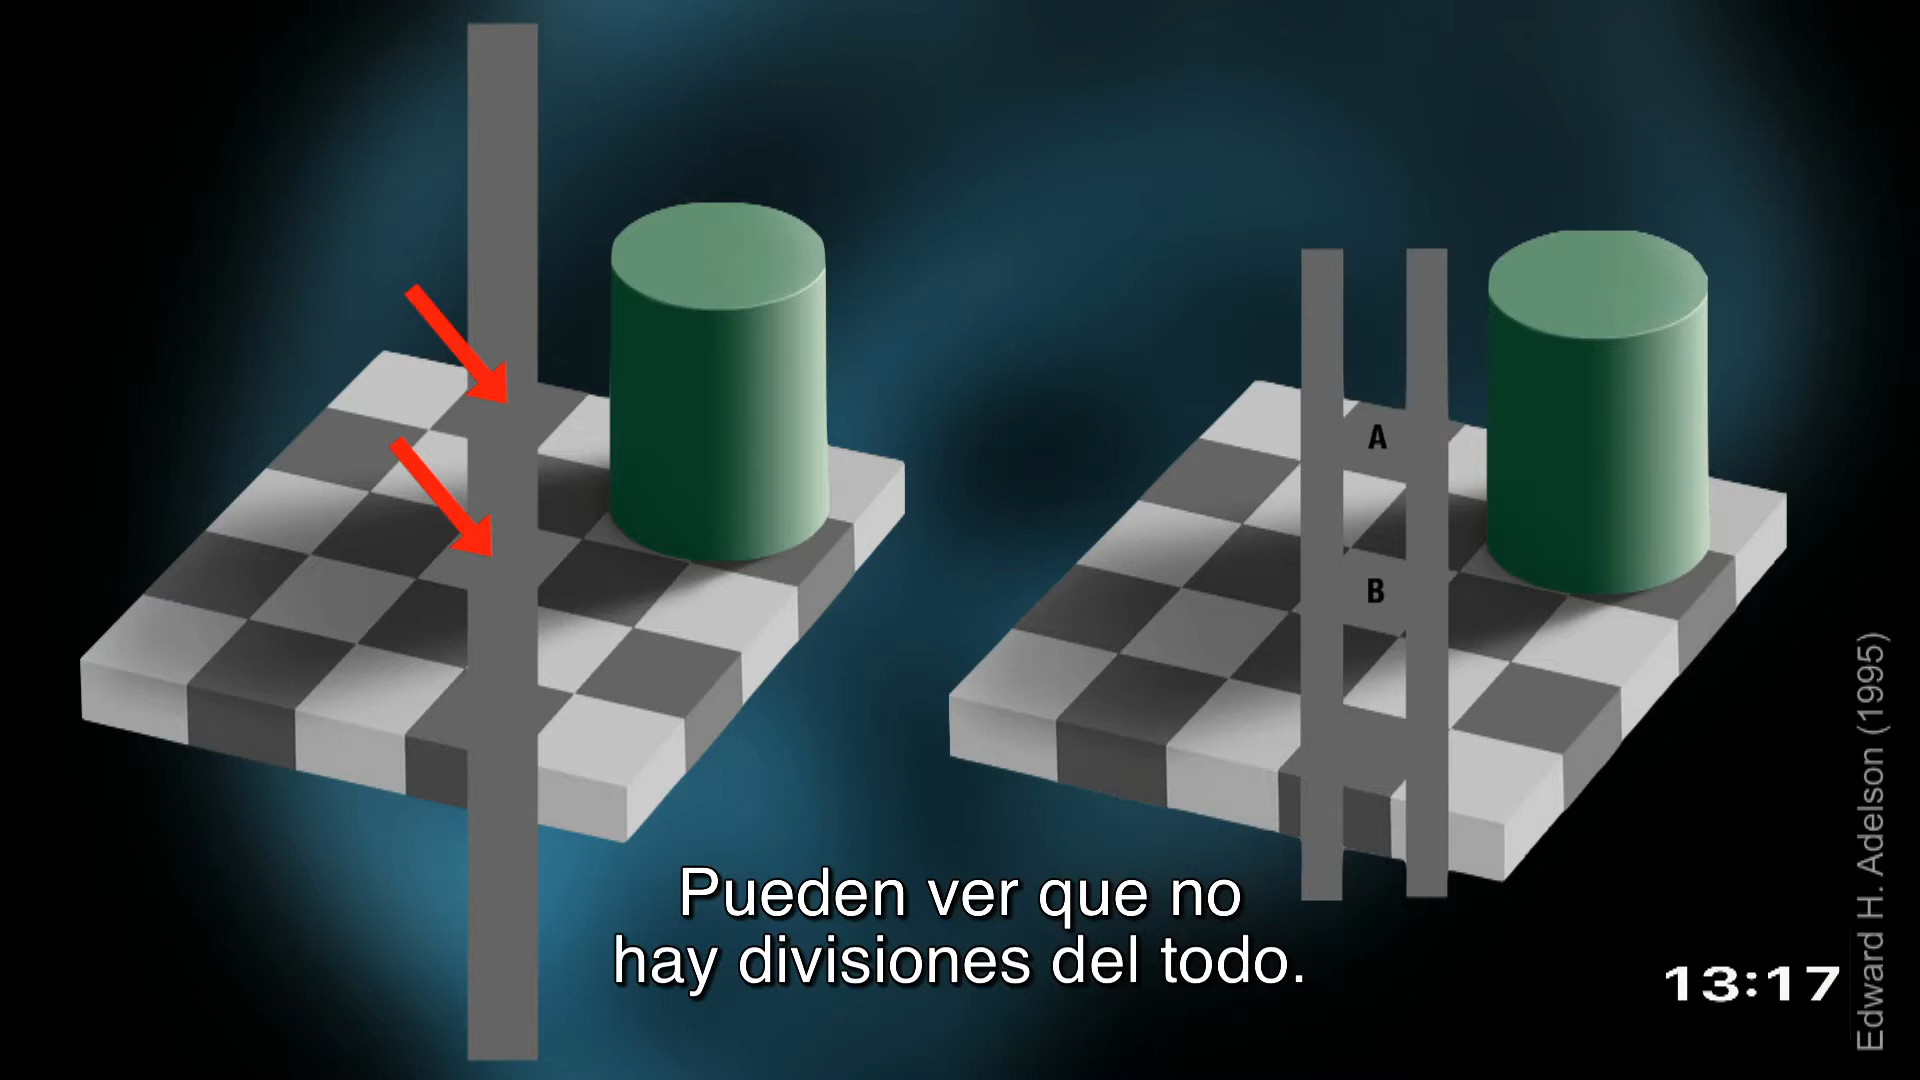 A
B
Pueden ver que no
hay divisiones del todo.
13:17
Edward H. Adelson (1995)